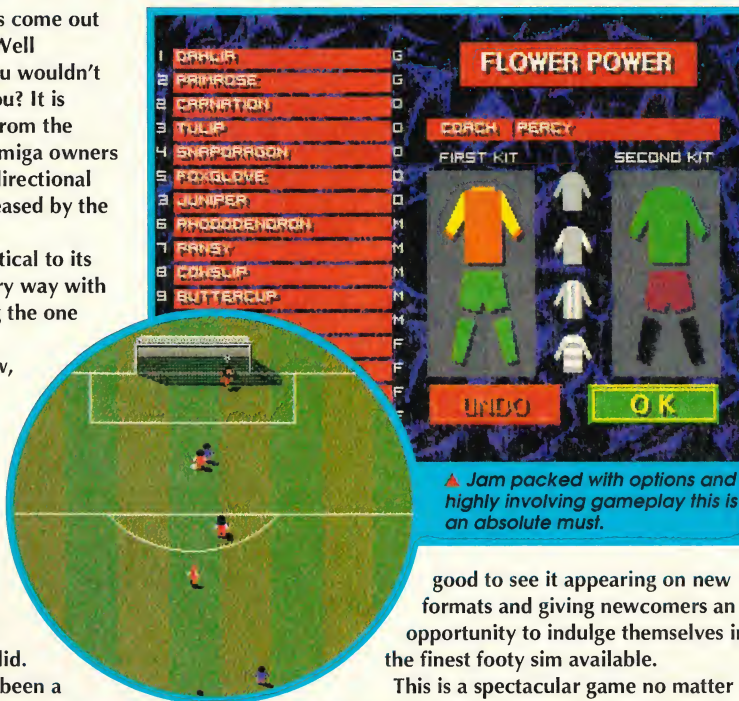 s come out
Well
u wouldn't
ou? It is
rom the
miga owners
directional
eased by the
tical to its
ry way with
g the one
w,
lid.
been a
FLOWER POWER
1 DAHLIA G
2 PRIMROSE G
2 CARNATION D
3 TULIP D
4 SNAPDRAGON D
5 FOXGLOVE D
3 JUNIPER D
6 RHODODENDRON M
7 PANSY M
8 COWSLIP M
9 BUTTERCUP M
M
F
F
F
COACH PERCY
FIRST KIT
SECOND KIT
UNDO
OK
▲ Jam packed with options and
highly involving gameplay this is
an absolute must.
good to see it appearing on new
formats and giving newcomers an
opportunity to indulge themselves in
the finest footy sim available.
This is a spectacular game no matter